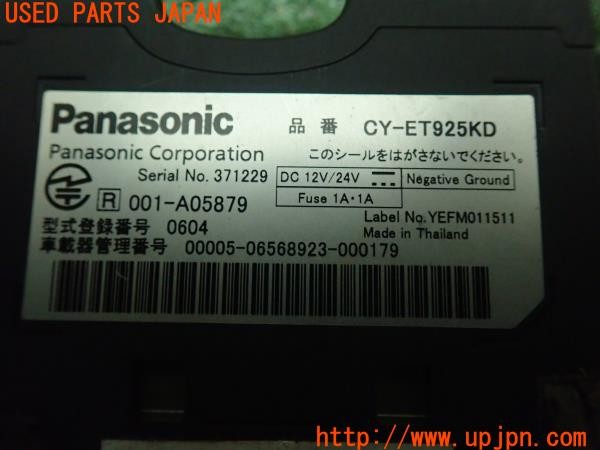 USED PARTS JAPAN
Panasonic 品番 CY-ET925KD
Panasonic Corporation このシールをはがさないでください。
Serial No. 371229 DC 12V/24V Negative Ground
R 001-A05879 Fuse 1A・1A
型式登録番号 0604 Label No.YEFM011511
車載器管理番号 00005-06568923-000179 Made in Thailand
http://www.upjpn.com